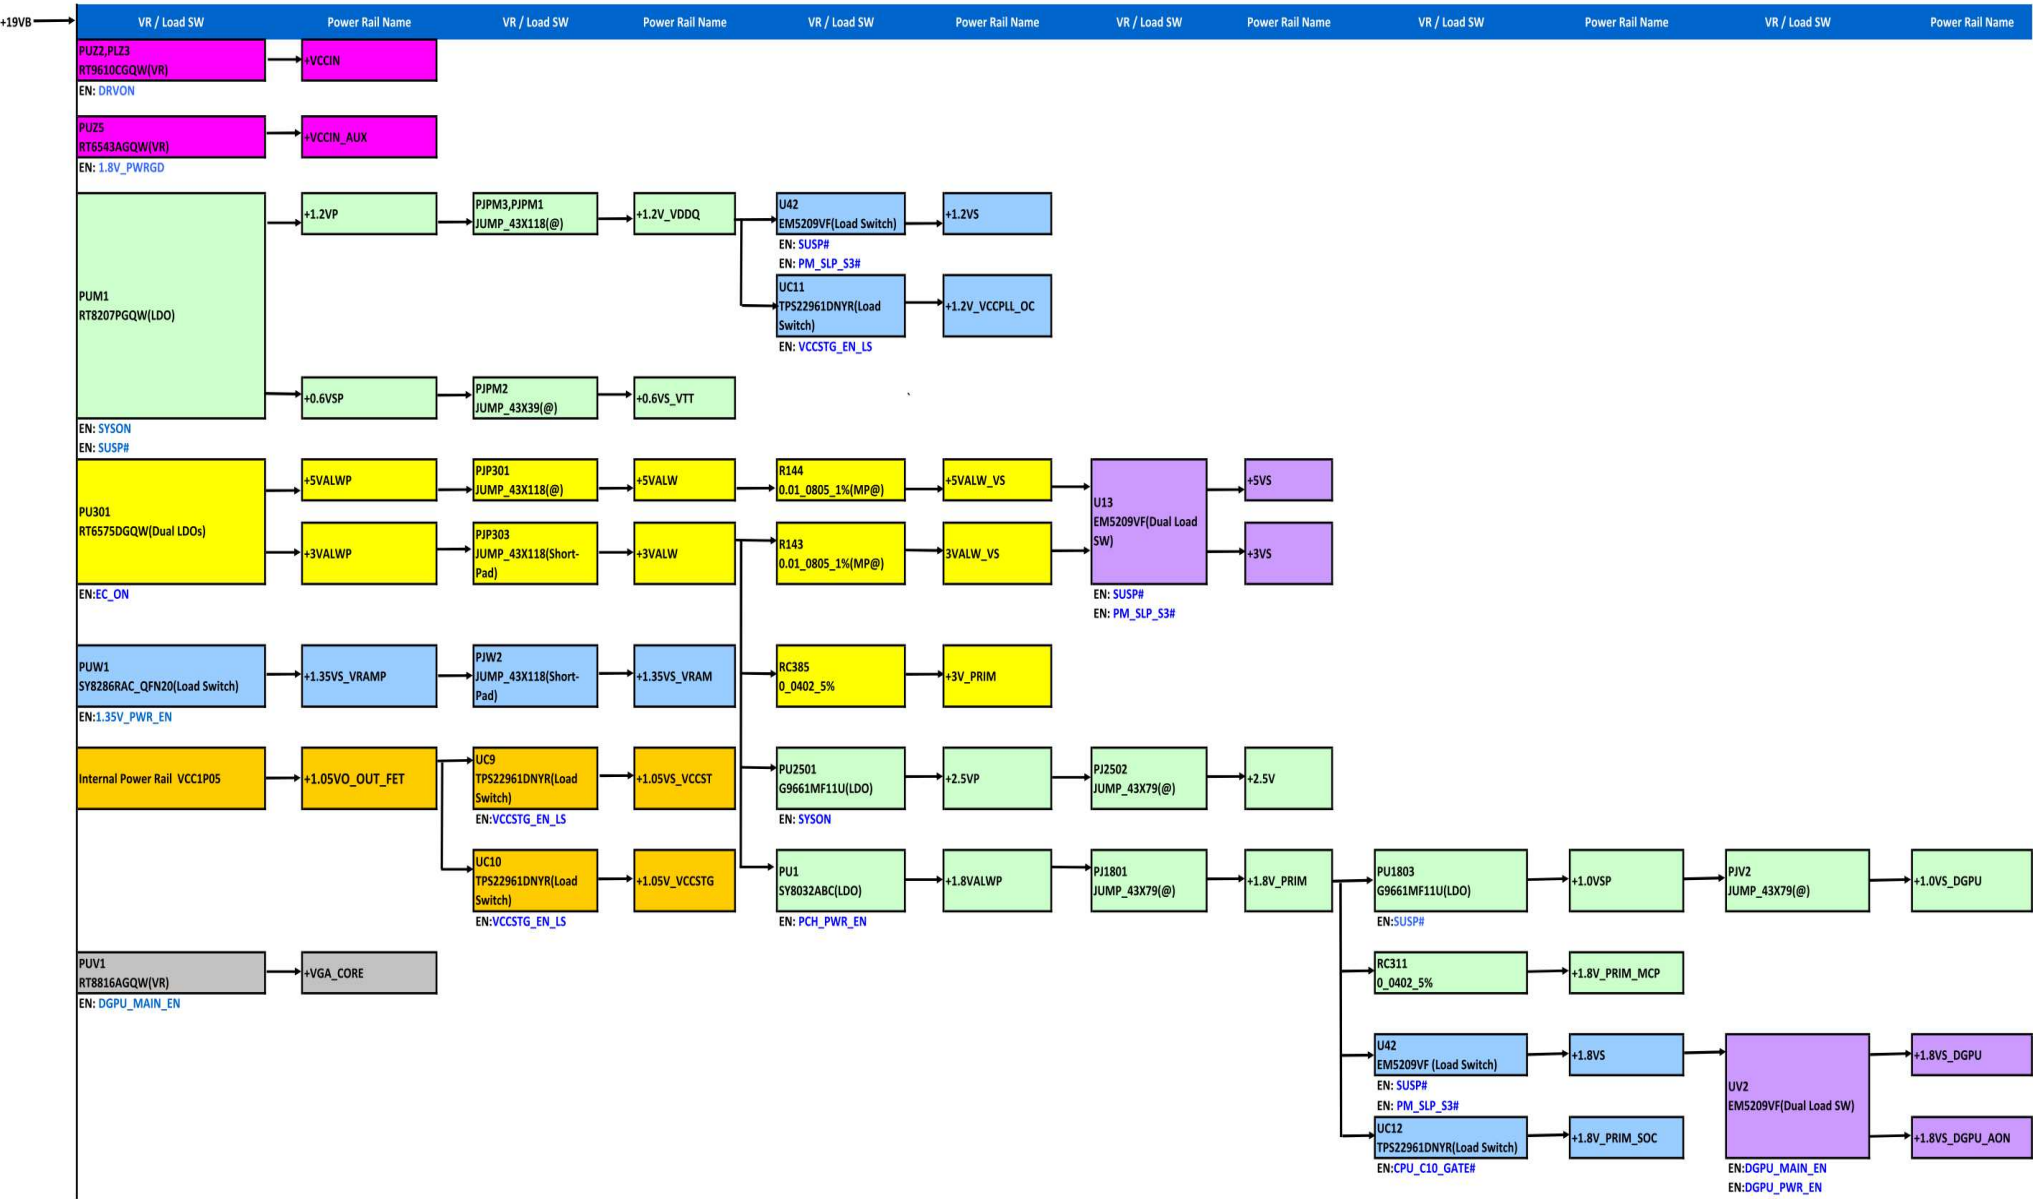 +19VB
VR / Load SW
Power Rail Name
VR / Load SW
Power Rail Name
VR / Load SW
Power Rail Name
VR / Load SW
Power Rail Name
VR / Load SW
Power Rail Name
VR / Load SW
Power Rail Name
PUZ2,PLZ3
RT9610CGQW(VR)
+VCCIN
EN: DRVON
PUZ5
RT6543AGQW(VR)
+VCCIN_AUX
EN: 1.8V_PWRGD
PUM1
RT8207PGQW(LDO)
+1.2VP
PJPM3,PJPM1
JUMP_43X118(@)
+1.2V_VDDQ
U42
EM5209VF(Load Switch)
+1.2VS
EN: SUSP#
EN: PM_SLP_S3#
UC11
TPS22961DNYR(Load
Switch)
+1.2V_VCCPLL_OC
EN: VCCSTG_EN_LS
+0.6VSP
PJPM2
JUMP_43X39(@)
+0.6VS_VTT
EN: SYSON
EN: SUSP#
PU301
RT6575DGQW(Dual LDOs)
+5VALWP
PJP301
JUMP_43X118(@)
+5VALW
R144
0.01_0805_1%(MP@)
+5VALW_VS
U13
EM5209VF(Dual Load
SW)
+5VS
+3VALWP
PJP303
JUMP_43X118(Short-
Pad)
+3VALW
R143
0.01_0805_1%(MP@)
3VALW_VS
+3VS
EN:EC_ON
EN: SUSP#
EN: PM_SLP_S3#
PUW1
SY8286RAC_QFN20(Load Switch)
+1.35VS_VRAMP
PJW2
JUMP_43X118(Short-
Pad)
+1.35VS_VRAM
RC385
0_0402_5%
+3V_PRIM
EN:1.35V_PWR_EN
Internal Power Rail VCC1P05
+1.05VO_OUT_FET
UC9
TPS22961DNYR(Load
Switch)
+1.05VS_VCCST
PU2501
G9661MF11U(LDO)
+2.5VP
PJ2502
JUMP_43X79(@)
+2.5V
EN:VCCSTG_EN_LS
EN: SYSON
UC10
TPS22961DNYR(Load
Switch)
+1.05V_VCCSTG
PU1
SY8032ABC(LDO)
+1.8VALWP
PJ1801
JUMP_43X79(@)
+1.8V_PRIM
PU1803
G9661MF11U(LDO)
+1.0VSP
PJV2
JUMP_43X79(@)
+1.0VS_DGPU
EN:VCCSTG_EN_LS
EN: PCH_PWR_EN
EN:SUSP#
PUV1
RT8816AGQW(VR)
+VGA_CORE
RC311
0_0402_5%
+1.8V_PRIM_MCP
EN: DGPU_MAIN_EN
U42
EM5209VF (Load Switch)
+1.8VS
UV2
EM5209VF(Dual Load SW)
+1.8VS_DGPU
EN: SUSP#
EN: PM_SLP_S3#
UC12
TPS22961DNYR(Load Switch)
+1.8V_PRIM_SOC
+1.8VS_DGPU_AON
EN:CPU_C10_GATE#
EN:DGPU_MAIN_EN
EN:DGPU_PWR_EN